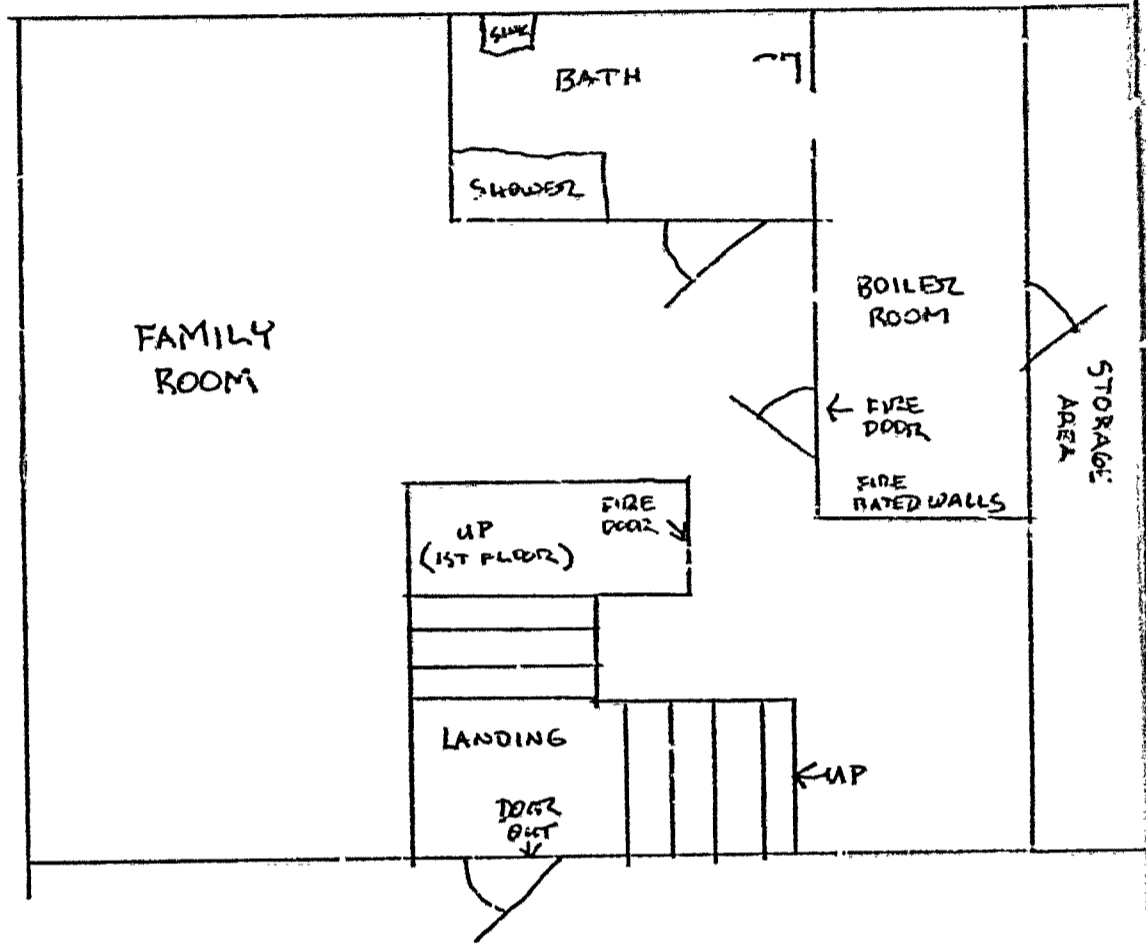 SINK
BATH
SHOWER
FAMILY
ROOM
BOILER
ROOM
STORAGE
AREA
← FIRE
DOOR
FIRE
RATED WALLS
UP
(1ST FLOOR)
FIRE
DOOR
LANDING
← UP
DOOR
OUT